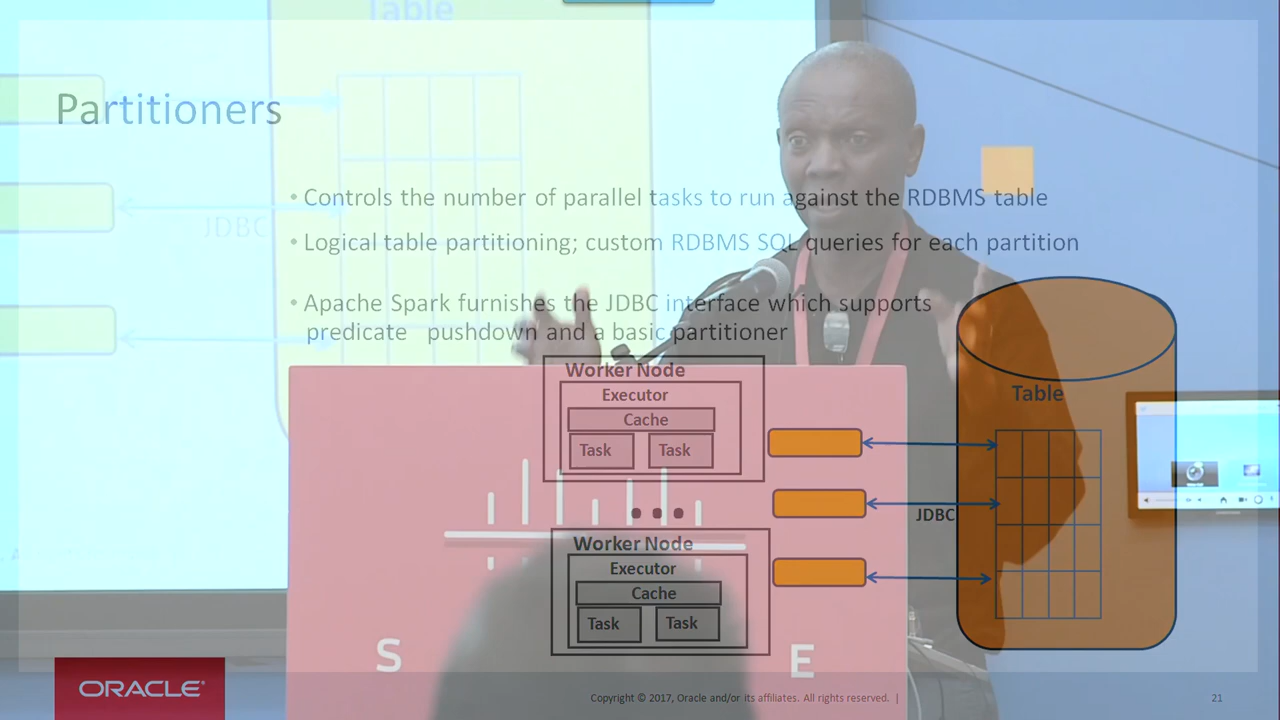 Table
Partitioners
• Controls the number of parallel tasks to run against the RDBMS table
• Logical table partitioning; custom RDBMS SQL queries for each partition
JDBC
• Apache Spark furnishes the JDBC interface which supports
predicate pushdown and a basic partitioner
Worker Node
Executor
Cache
Task Task
Table
JDBC
Worker Node
Executor
Cache
Task Task
S E
ORACLE®
Copyright © 2017, Oracle and/or its affiliates. All rights reserved. |
21